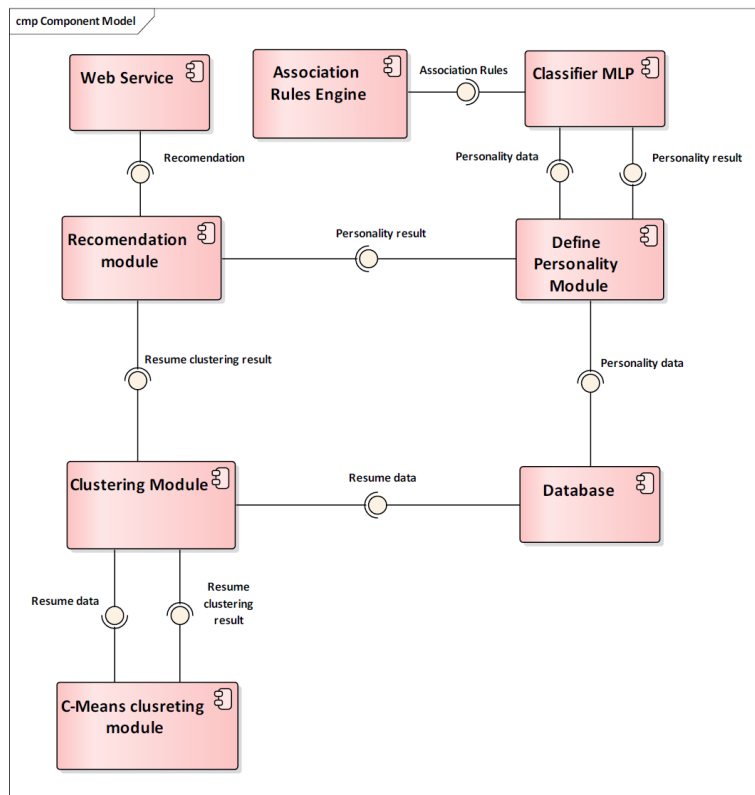 cmp Component Model
Web Service
Association
Rules Engine
Association Rules
Classifier MLP
Recomendation
Personality data
Personality result
Recomendation
module
Personality result
Define
Personality
Module
Resume clustering result
Personality data
Clustering Module
Resume data
Database
Resume data
Resume
clustering
result
C-Means clusreting
module